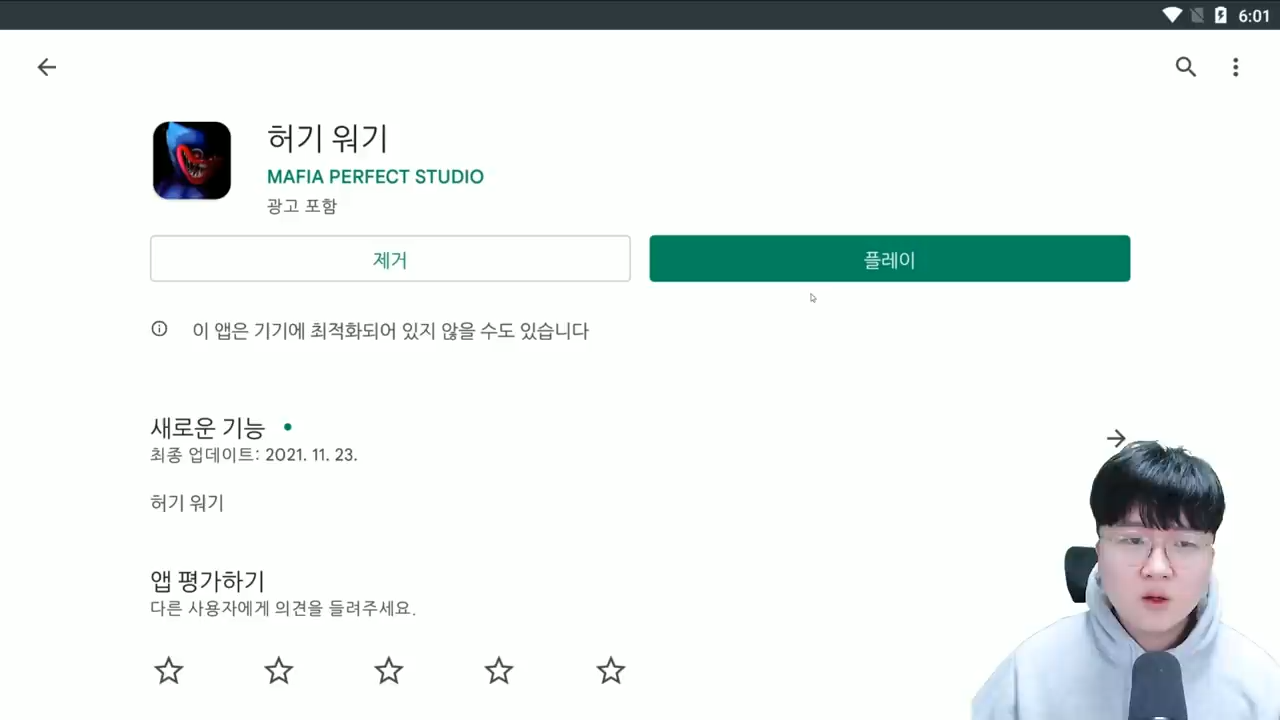 6:01
허기 워기
MAFIA PERFECT STUDIO
광고 포함
제거
플레이
이 앱은 기기에 최적화되어 있지 않을 수도 있습니다
새로운 기능
최종 업데이트: 2021. 11. 23.
허기 워기
앱 평가하기
다른 사용자에게 의견을 들려주세요.